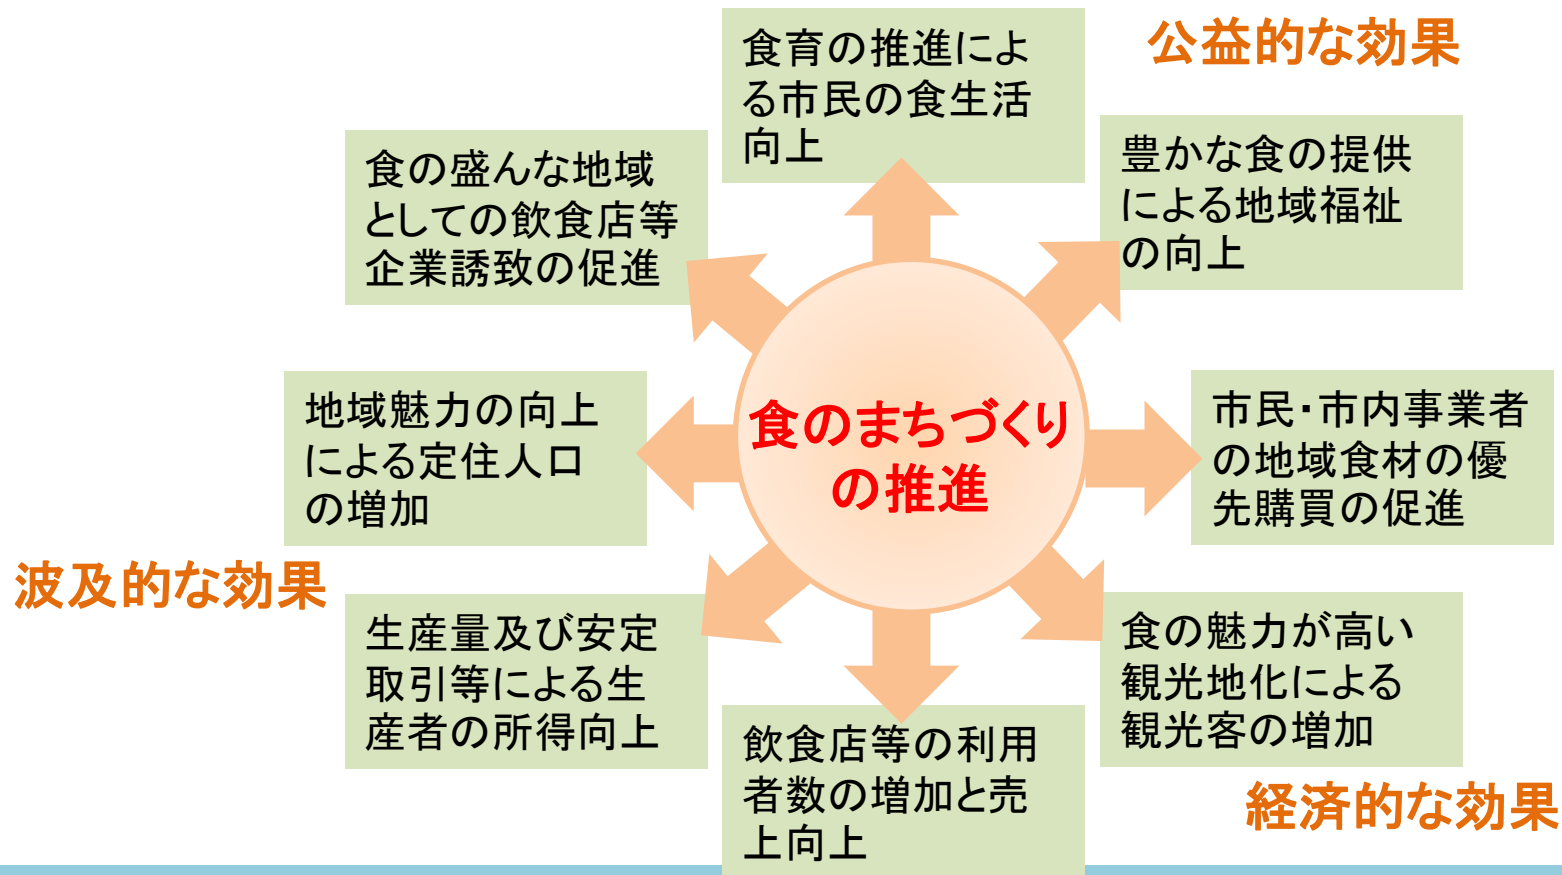 公益的な効果
食育の推進によ
る市民の食生活
向上
豊かな食の提供
による地域福祉
の向上
食の盛んな地域
としての飲食店等
企業誘致の促進
食のまちづくり
の推進
市民・市内事業者
の地域食材の優
先購買の促進
地域魅力の向上
による定住人口
の増加
波及的な効果
食の魅力が高い
観光地化による
観光客の増加
生産量及び安定
取引等による生
産者の所得向上
飲食店等の利用
者数の増加と売
上向上
経済的な効果